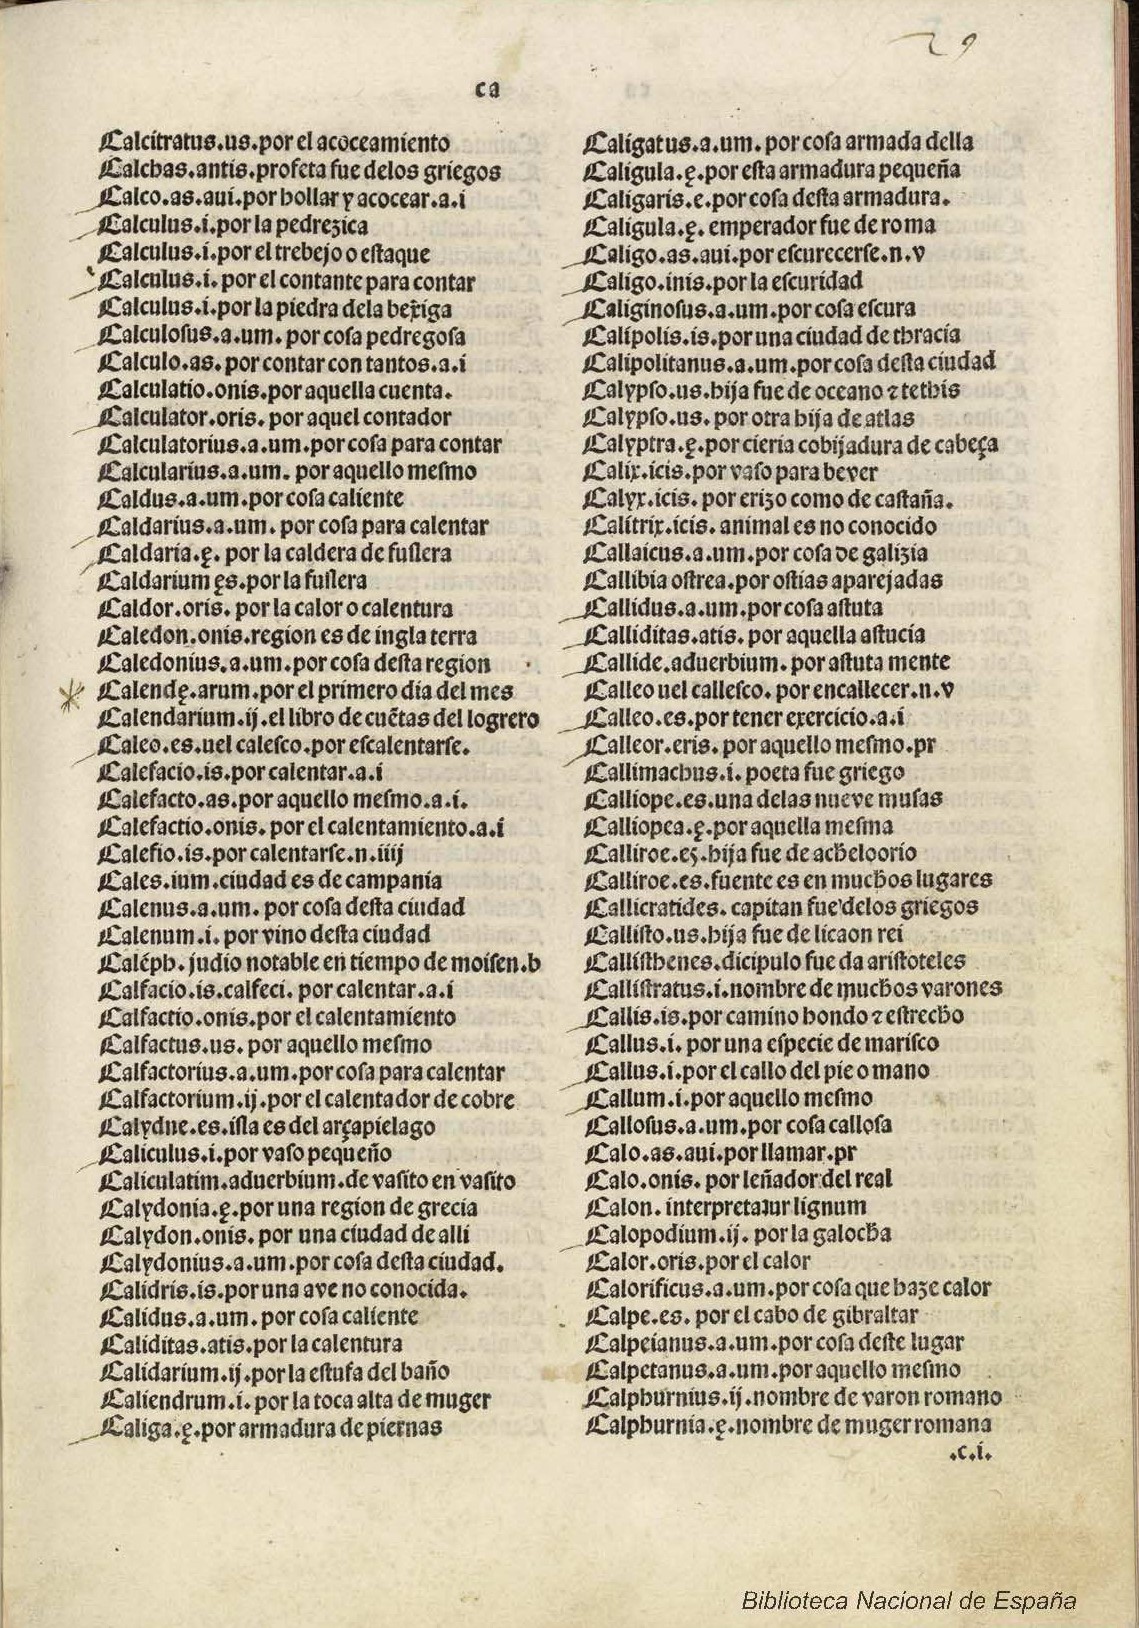 29
ca
Calcitratus.us.por el acoceamiento
Calchas.antis.profeta fue delos griegos
Calco.as.aui.por hollar y acocear.a.i
Calculus.i.por la pedrezica
Calculus.i.por el trebejo o estaque
Calculus.i. por el contante para contar
Calculus.i.por la piedra dela bexiga
Calculosus.a.um. por cosa pedregosa
Calculo.as. por contar con tantos.a.i
Calculatio.onis.por aquella cuenta.
Calculator.oris. por aquel contador
Calculatorius.a.um.por cosa para contar
Calcularius.a.um. por aquello mesmo
Caldus.a.um.por cosa caliente
Caldarius.a.um. por cosa para calentar
Caldaria.ę. por la caldera de fuslera
Caldarium ęs.por la fuslera
Caldor.oris. por la calor o calentura
Caledon.onis.region es de ingla terra
Caledonius.a.um.por cosa desta region
Calendę.arum.por el primero dia del mes
Calendarium.ij.el libro de cuētas del logrero
Caleo.es.uel calesco.por escalentarse.
Calefacio.is.por calentar.a.i
Calefacto.as.por aquello mesmo.a.i.
Calefactio.onis. por el calentamiento.a.i
Calefio.is.por calentarse.n.iiij
Cales.ium.ciudad es de campania
Calenus.a.um. por cosa desta ciudad
Calenum.i. por vino desta ciudad
Calēph. judio notable en tiempo de moisen.b
Calfacio.is.calfeci. por calentar.a.i
Calfactio.onis.por el calentamiento
Calfactus.us. por aquello mesmo
Calfactorius.a.um.por cosa para calentar
Calfactorium.ij.por el calentador de cobre
Calydne.es.isla es del arçapielago
Caliculus.i.por vaso pequeño
Caliculatim.aduerbium.de vasito en vasito
Calydonia.ę.por una region de grecia
Calydon.onis. por una ciudad de alli
Calydonius.a.um.por cosa desta ciudad.
Calidris.is.por una ave no conocida.
Calidus.a.um. por cosa caliente
Caliditas.atis.por la calentura
Calidarium.ij.por la estufa del baño
Caliendrum.i. por la toca alta de muger
Caliga.ę.por armadura de piernas
Caligatus.a.um. por cosa armada della
Caligula.ę.por esta armadura pequeña
Caligaris.e.por cosa desta armadura.
Caligula.ę. emperador fue de roma
Caligo.as.aui.por escurecerse.n.v
Caligo.inis.por la escuridad
Caliginosus.a.um.por cosa escura
Calipolis.is.por una ciudad de thracia
Calipolitanus.a.um.por cosa desta ciudad
Calypso.us.hija fue de oceano ⁊ tethis
Calypso.us. por otra hija de atlas
Calyptra.ę.por cieria cobijadura de cabeça
Calix.icis.por vaso para bever
Calyx.icis. por erizo como de castaña.
Calitrix.icis. animal es no conocido
Callaicus.a.um.por cosa de galizia
Callibia ostrea.por ostias aparejadas
Callidus.a.um.por cosa astuta
Calliditas.atis. por aquella astucia
Callide.aduerbium. por astuta mente
Calleo uel callesco. por encallecer.n.v
Calleo.es.por tener exercicio.a.i
Calleor.eris. por aquello mesmo.pr
Callimachus.i. poeta fue griego
Calliope.es.una delas nueve musas
Calliopea.ę.por aquella mesma
Calliroe.es.hija fue de acheloorio
Calliroe.es.fuente es en muchos lugares
Callicratides. capitan fue delos griegos
Callisto.us.hija fue de licaon rei
Callisthenes.dicipulo fue da aristoteles
Callistratus.i.nombre de muchos varones
Callis.is.por camino hondo ⁊ estrecho
Callus.i. por una especie de marisco
Callus.i.por el callo del pie o mano
Callum.i.por aquello mesmo
Callosus.a.um.por cosa callosa
Calo.as.aui.por llamar.pr
Calo.onis. por leñador del real
Calon. interpretatur lignum
Calopodium.ij. por la galocha
Calor.oris.por el calor
Calorificus.a.um.por cosa que haze calor
Calpe.es. por el cabo de gibraltar
Calpeianus.a.um.por cosa deste lugar
Calpetanus.a.um.por aquello mesmo
Calphurnius.ij.nombre de varon romano
Calphurnia.ę.nombre de muger romana
.c.i.
Biblioteca Nacional de España